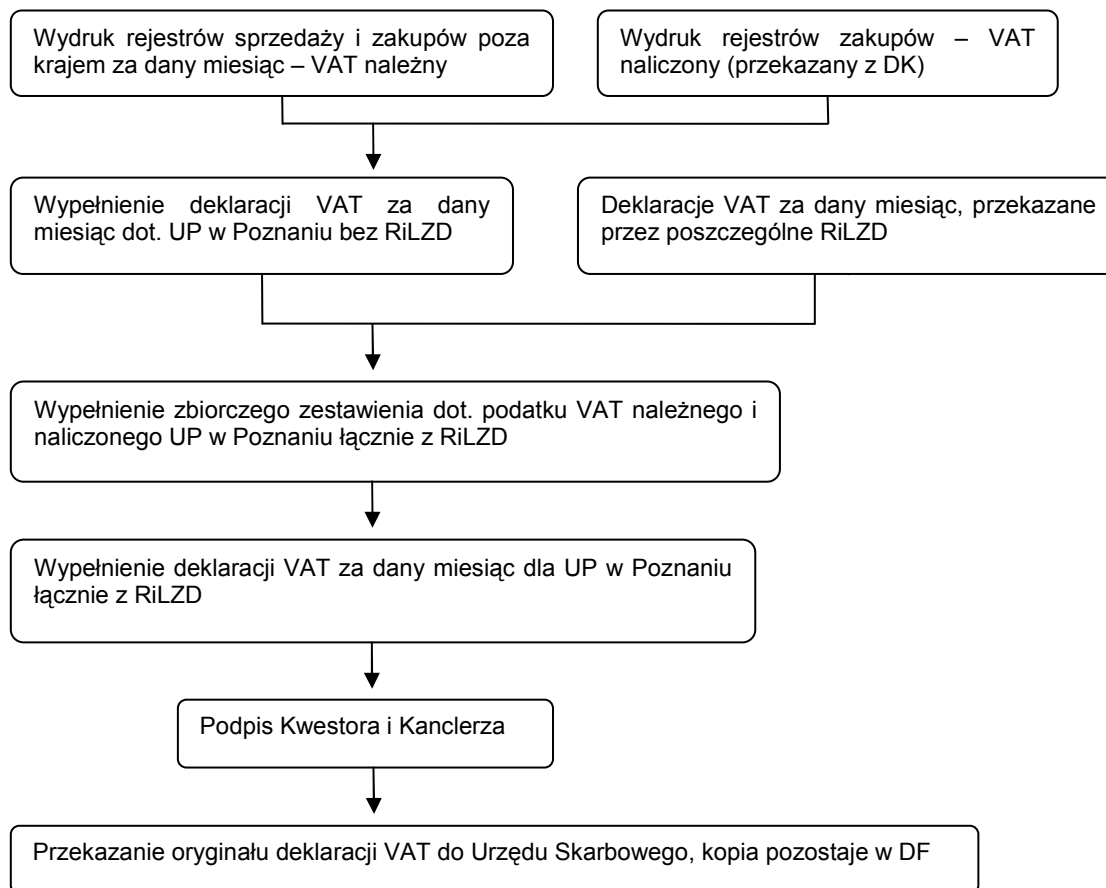 Wydruk rejestrów sprzedaży i zakupów poza
krajem za dany miesiąc – VAT należny
Wydruk rejestrów zakupów – VAT
naliczony (przekazany z DK)
Wypełnienie deklaracji VAT za dany
miesiąc dot. UP w Poznaniu bez RiLZD
Deklaracje VAT za dany miesiąc, przekazane
przez poszczególne RiLZD
Wypełnienie zbiorczego zestawienia dot. podatku VAT należnego i
naliczonego UP w Poznaniu łącznie z RiLZD
Wypełnienie deklaracji VAT za dany miesiąc dla UP w Poznaniu
łącznie z RiLZD
Podpis Kwestora i Kanclerza
Przekazanie oryginału deklaracji VAT do Urzędu Skarbowego, kopia pozostaje w DF